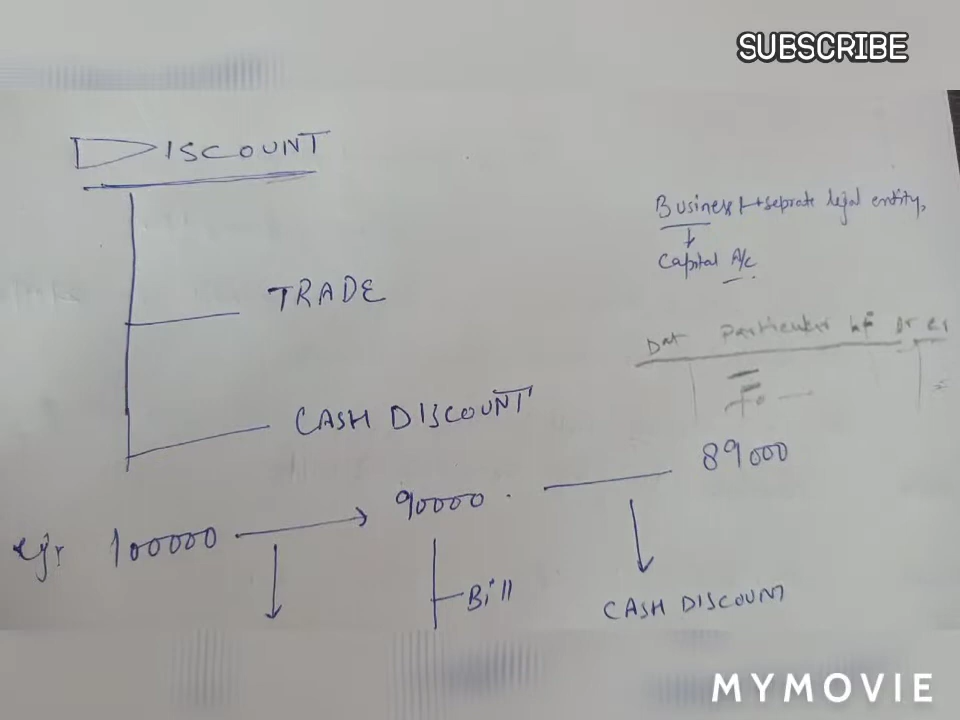 SUBSCRIBE
DISCOUNT
Business seprate legal entity,
Capital A/c
TRADE
Dat Particular LF Dr Cr
To
CASH DISCOUNT
89000
90000
100000
Bill
CASH DISCOUNT
MYMOVIE